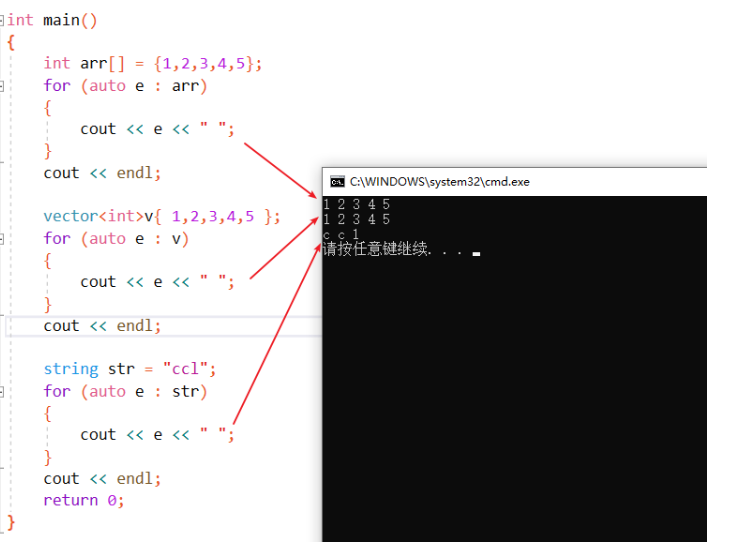 int main()
{
    int arr[] = {1,2,3,4,5};
    for (auto e : arr)
    {
        cout << e << " ";
    }
    cout << endl;
    vector<int>v{ 1,2,3,4,5 };
    for (auto e : v)
    {
        cout << e << " ";
    }
    cout << endl;
    string str = "ccl";
    for (auto e : str)
    {
        cout << e << " ";
    }
    cout << endl;
    return 0;
}
C:\WINDOWS\system32\cmd.exe
1 2 3 4 5
1 2 3 4 5
c c l
请按任意键继续. . .